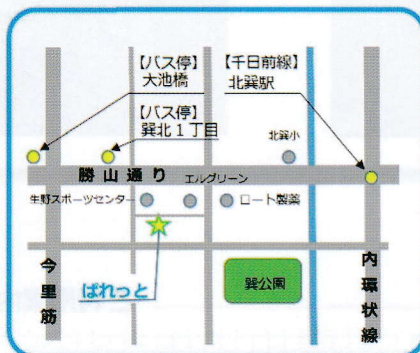 【バス停】
大池橋
【千日前線】
北巽駅
【バス停】
巽北1丁目
北巽小
勝山通り
エルグリーン
生野スポーツセンター
ロート製薬
ぱれっと
巽公園
今里筋
内環状線